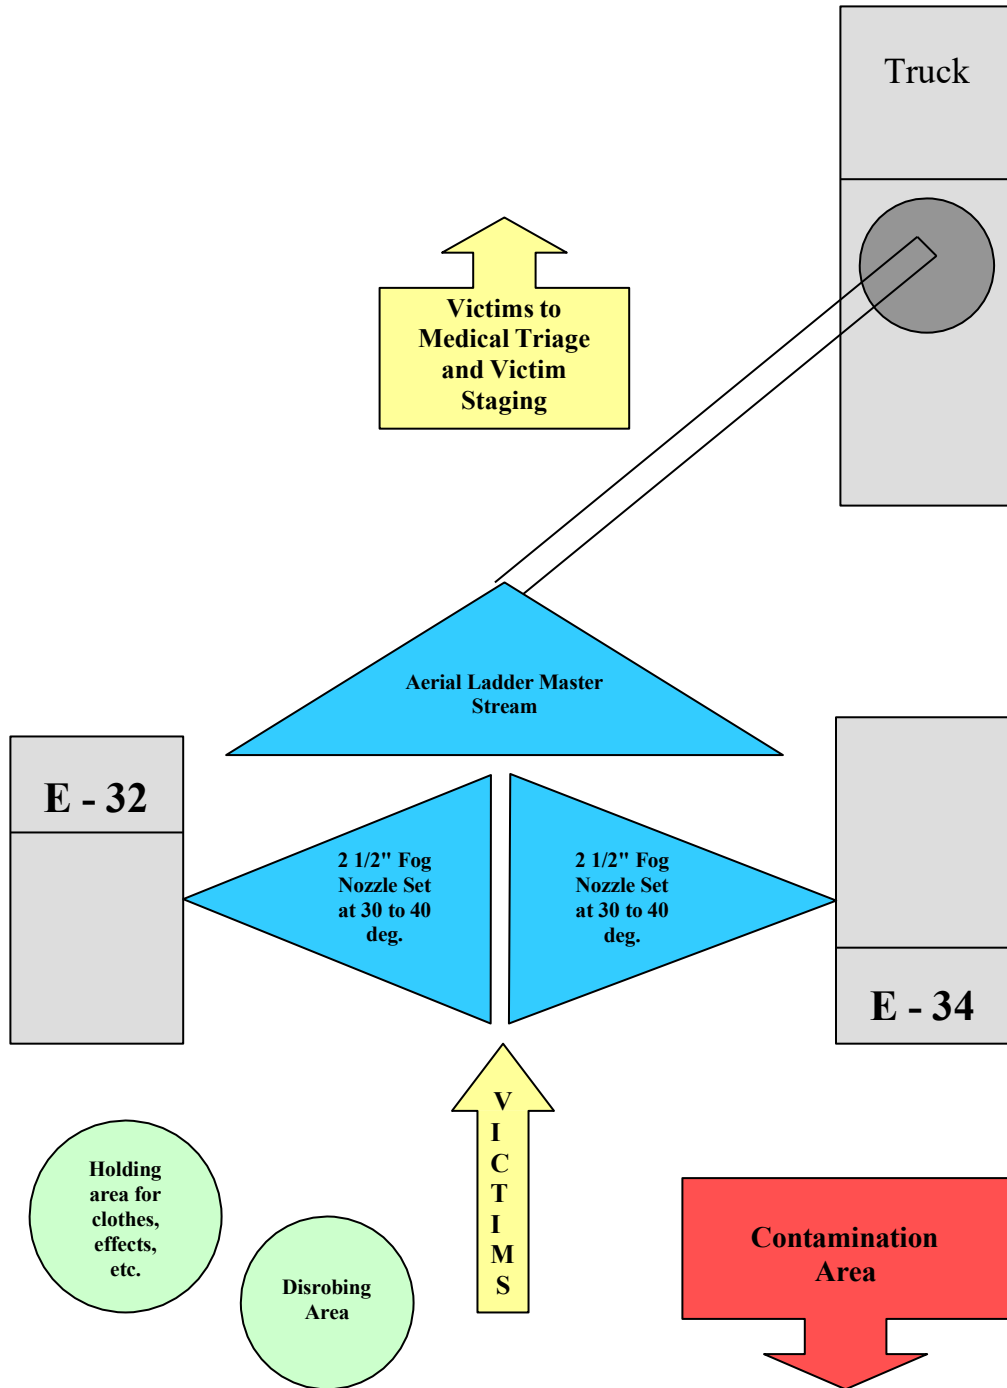 Truck
Victims to
Medical Triage
and Victim
Staging
Aerial Ladder Master
Stream
E - 32
2 1/2" Fog
Nozzle Set
at 30 to 40
deg.
2 1/2" Fog
Nozzle Set
at 30 to 40
deg.
E - 34
V
I
C
T
I
M
S
Holding
area for
clothes,
effects,
etc.
Disrobing
Area
Contamination
Area